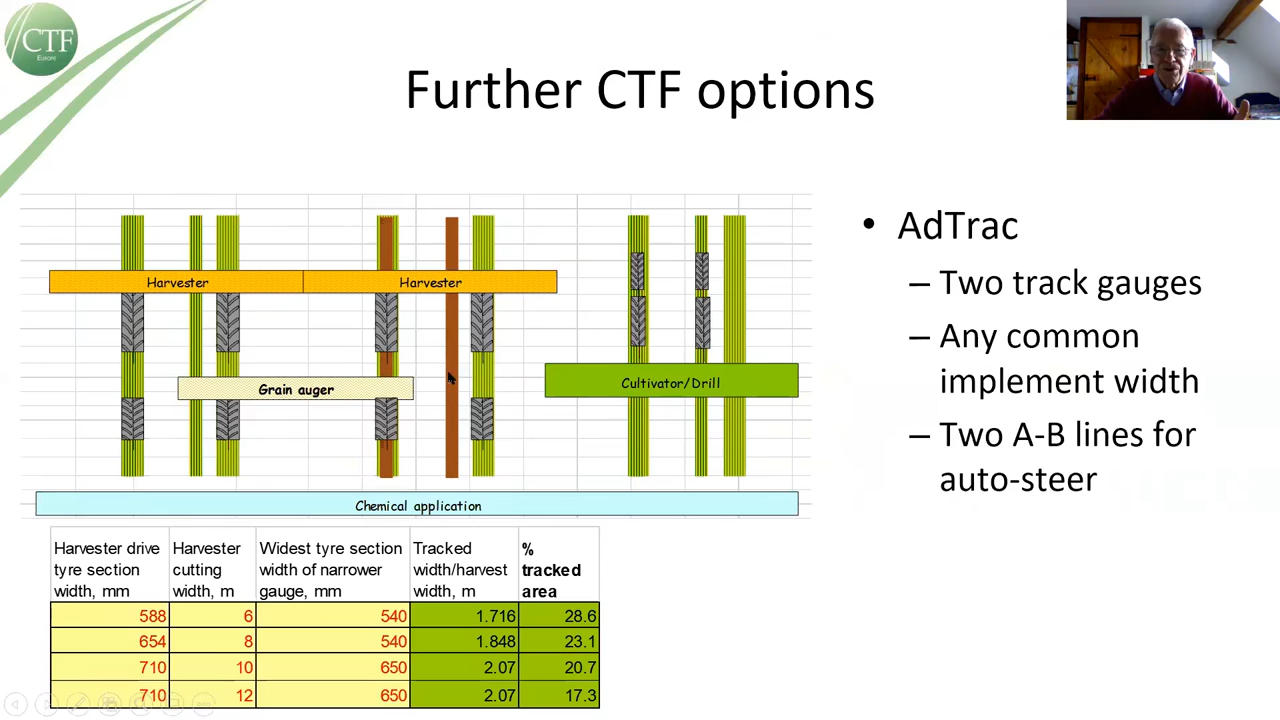 CTF
Europe
Further CTF options
Harvester
Harvester
Grain auger
Cultivator/Drill
Chemical application
• AdTrac
– Two track gauges
– Any common
implement width
– Two A-B lines for
auto-steer
Harvester drive tyre section width, mm | Harvester cutting width, m | Widest tyre section width of narrower gauge, mm | Tracked width/harvest width, m | % tracked area
588 6 540 1.716 28.6
654 8 540 1.848 23.1
710 10 650 2.07 20.7
710 12 650 2.07 17.3